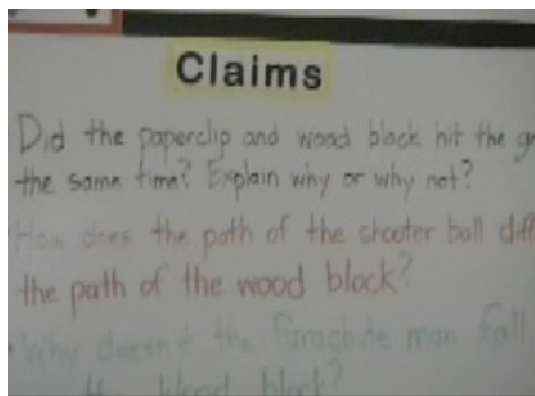 Claims
Did the paperclip and wood block hit the gr
the same time? Explain why or why not?
How does the path of the shooter ball diff
the path of the wood block?
Why doesn't the Parachute man fall
the Wood block?